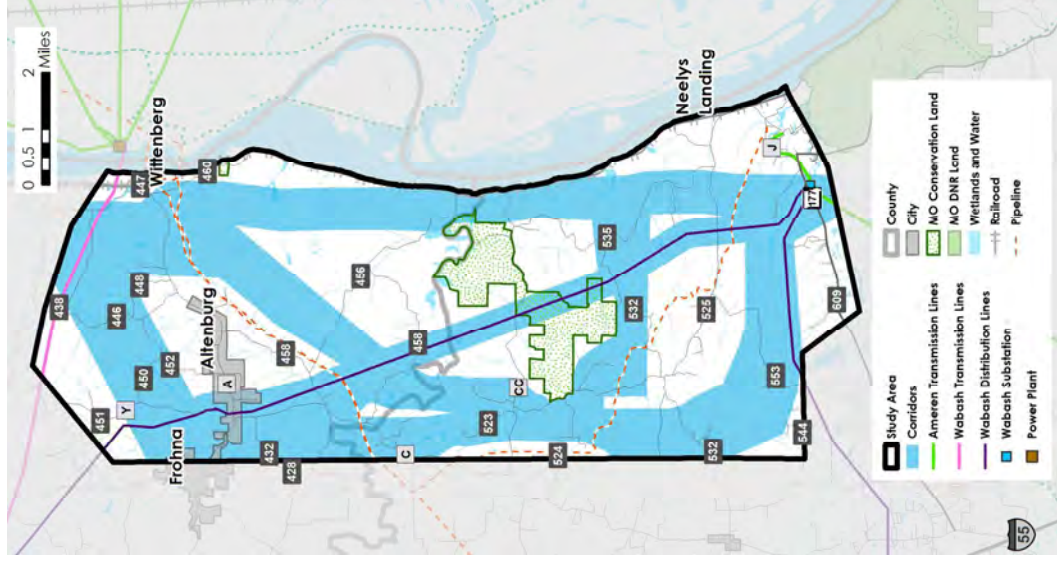 0 0.5 1 2
Miles
Wittenberg
447
460
438
446
448
450
452
451
Y
Altenburg
A
Frohna
458
456
432
428
458
C
CC
523
524
535
532
525
532
553
544
609
177
J
Neelys
Landing
55
Study Area
Corridors
Ameren Transmission Lines
Wabash Transmission Lines
Wabash Distribution Lines
Wabash Substation
Power Plant
County
City
MO Conservation Land
MO DNR Land
Wetlands and Water
Railroad
Pipeline